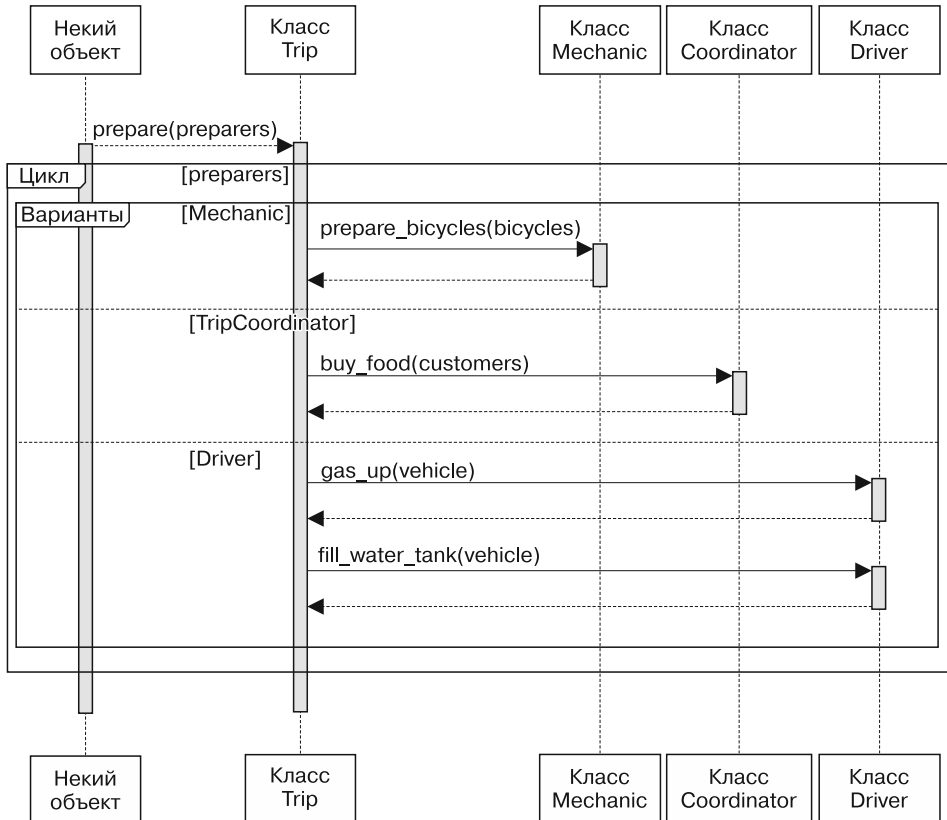 Некий
объект
Класс
Trip
Класс
Mechanic
Класс
Coordinator
Класс
Driver
prepare(preparers)
Цикл
[preparers]
Варианты
[Mechanic]
prepare_bicycles(bicycles)
[TripCoordinator]
buy_food(customers)
[Driver]
gas_up(vehicle)
fill_water_tank(vehicle)
Некий
объект
Класс
Trip
Класс
Mechanic
Класс
Coordinator
Класс
Driver